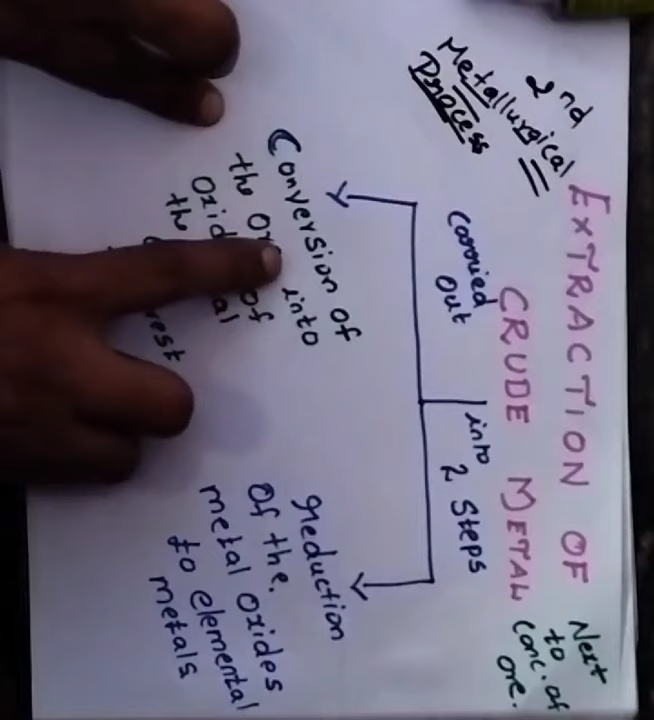 2nd
Metallurgical
Process
EXTRACTION OF
CRUDE METAL
Next
to
Conc. of
ore.
Carried
out
into
2 Steps
Conversion of
the into
of
the
reduction
of the.
metal oxides
to elemental
metals